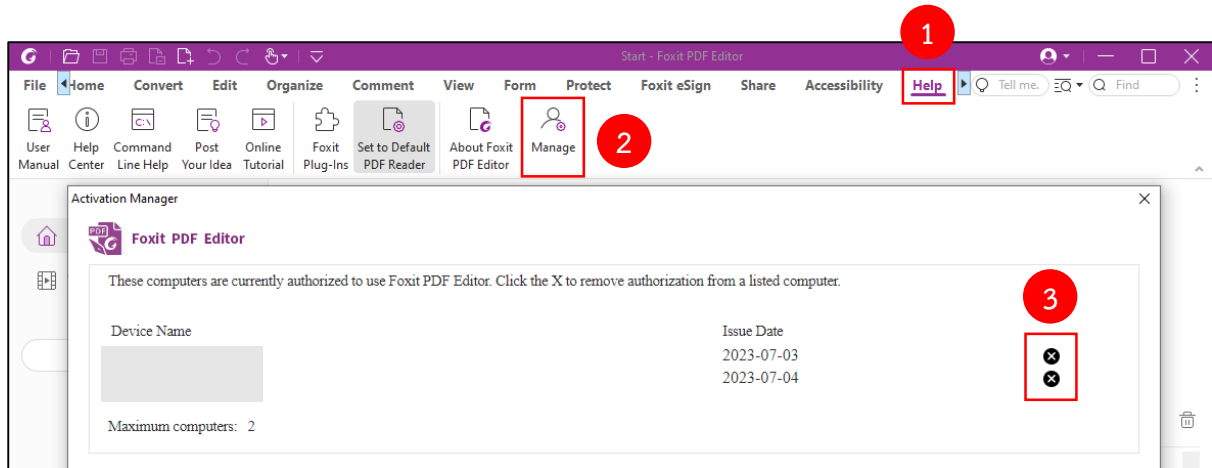 1
Start - Foxit PDF Editor
File Home Convert Edit Organize Comment View Form Protect Foxit eSign Share Accessibility Help Tell me. Find
C:\
User Manual
Help Center
Command Line Help
Post Your Idea
Online Tutorial
Foxit Plug-Ins
Set to Default PDF Reader
About Foxit PDF Editor
Manage
2
Activation Manager
PDF
Foxit PDF Editor
These computers are currently authorized to use Foxit PDF Editor. Click the X to remove authorization from a listed computer.
3
Device Name Issue Date
2023-07-03
2023-07-04
Maximum computers: 2